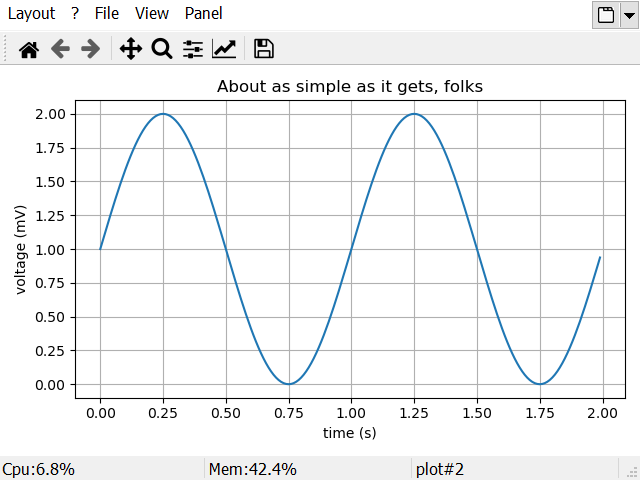 Layout ? File View Panel
About as simple as it gets, folks
2.00
1.75
1.50
1.25
1.00
0.75
0.50
0.25
0.00
voltage (mV)
0.00 0.25 0.50 0.75 1.00 1.25 1.50 1.75 2.00
time (s)
Cpu:6.8% Mem:42.4% plot#2